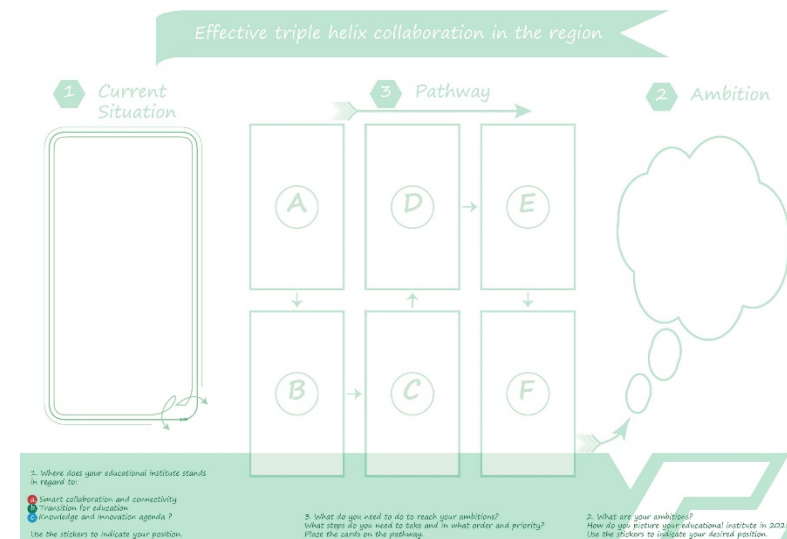 Effective triple helix collaboration in the region
1 Current
Situation
3 Pathway
2 Ambition
A
D
E
B
C
F
1. Where does your educational institute stands
in regard to:
a Smart collaboration and connectivity
b Transition for education
c Knowledge and innovation agenda ?
Use the stickers to indicate your position.
3. What do you need to do to reach your ambitions?
What steps do you need to take and in what order and priority?
Place the cards on the pathway.
2. What are your ambitions?
How do you picture your educational institute in
Use the stickers to indicate your desired position.